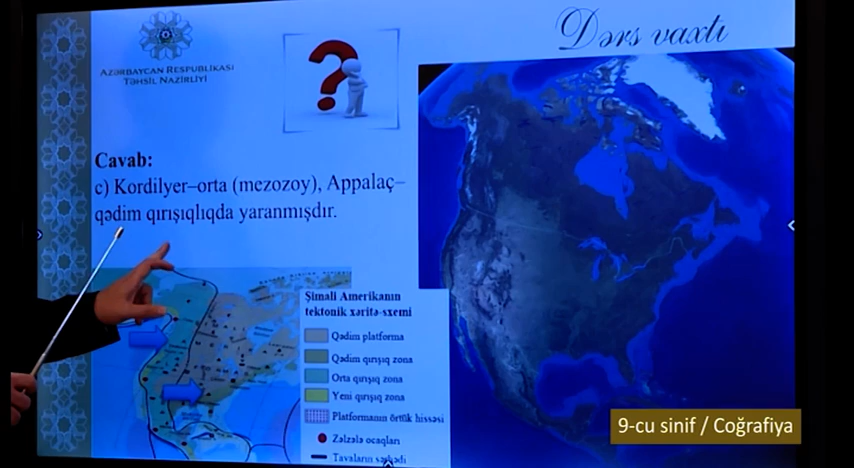 Dərs vaxtı
AZƏRBAYCAN RESPUBLİKASI
TƏHSİL NAZİRLİYİ
Cavab:
c) Kordilyer–orta (mezozoy), Appalaç–
qədim qırışıqlıqda yaranmışdır.
Şimali Amerikanın
tektonik xəritə-sxemi
Qədim platforma
Qədim qırışıq zona
Orta qırışıq zona
Yeni qırışıq zona
Platformanın örtük hissəsi
Zəlzələ ocaqları
Tavaların sərhədi
9-cu sinif / Coğrafiya